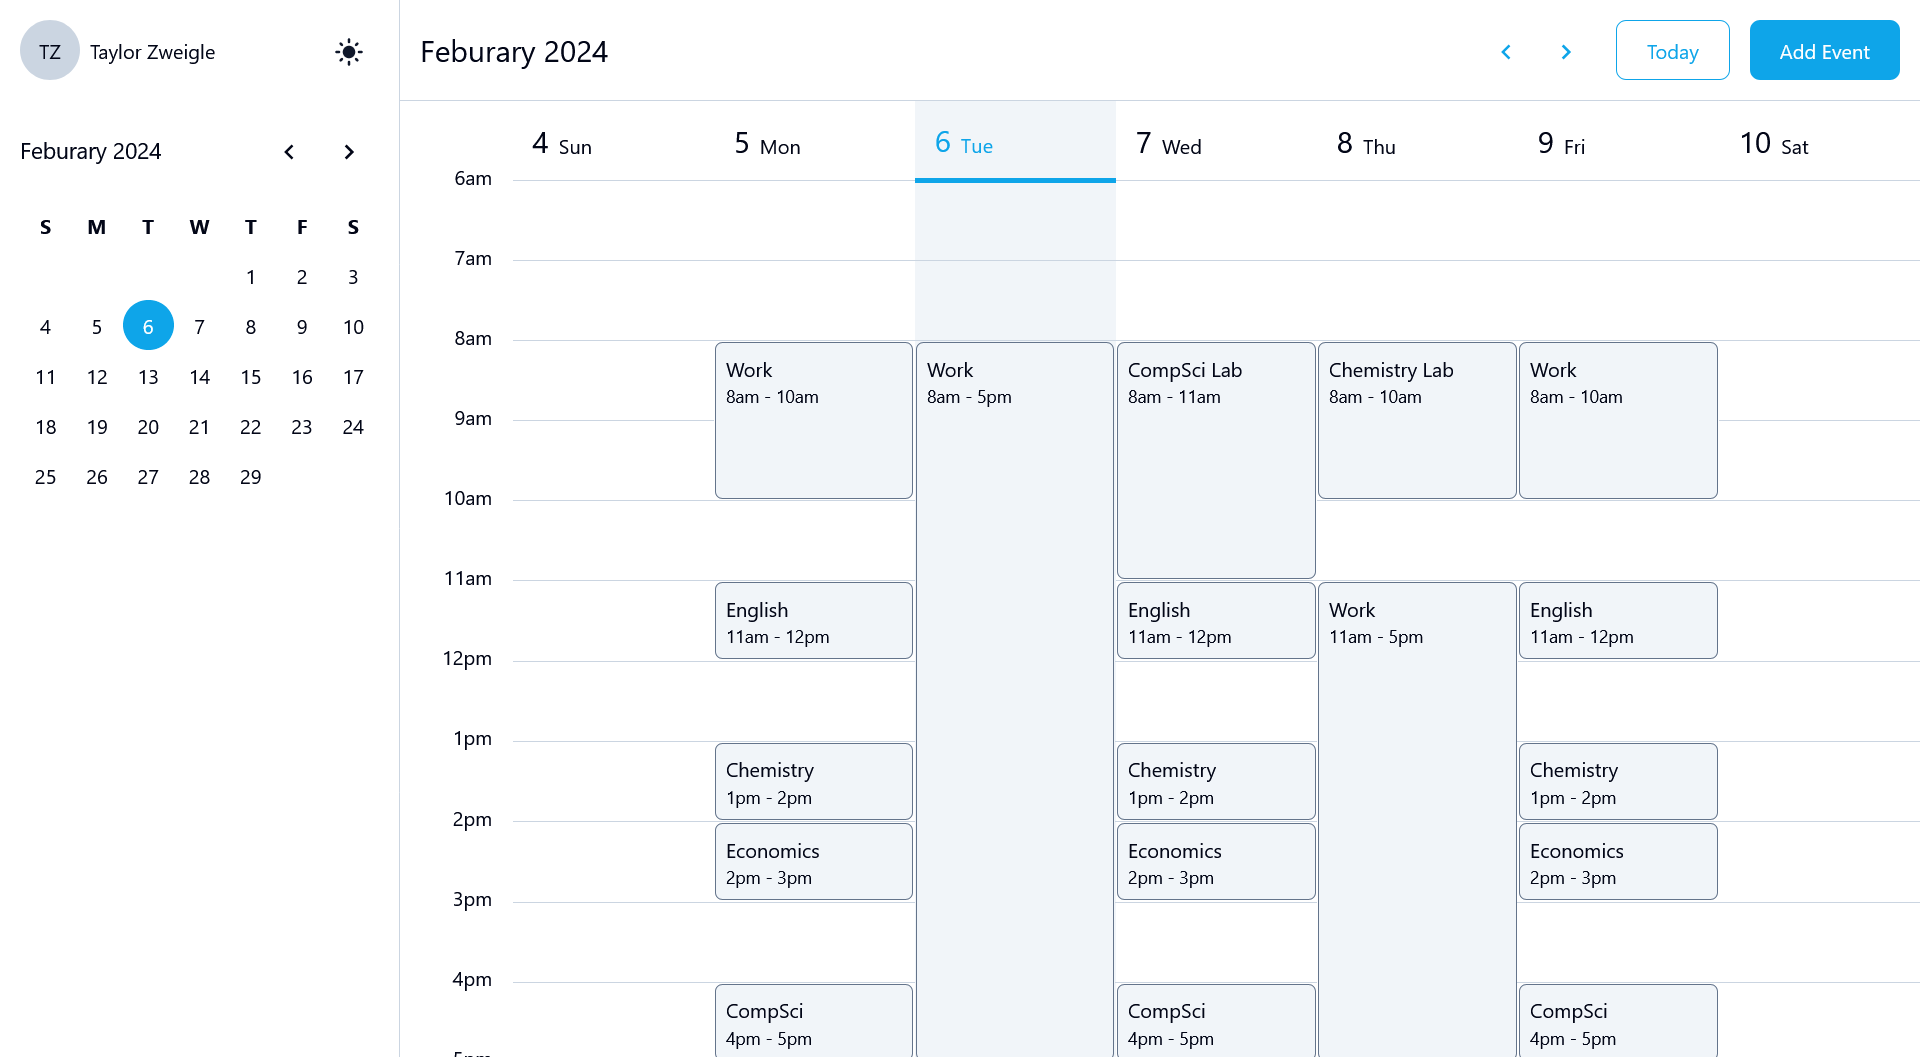 TZ Taylor Zweigle
Feburary 2024
S M T W T F S
1 2 3
4 5 6 7 8 9 10
11 12 13 14 15 16 17
18 19 20 21 22 23 24
25 26 27 28 29
Feburary 2024
Today
Add Event
4 Sun
5 Mon
6 Tue
7 Wed
8 Thu
9 Fri
10 Sat
6am
7am
8am
9am
10am
11am
12pm
1pm
2pm
3pm
4pm
5pm
Work
8am - 10am
English
11am - 12pm
Chemistry
1pm - 2pm
Economics
2pm - 3pm
CompSci
4pm - 5pm
Work
8am - 5pm
CompSci Lab
8am - 11am
English
11am - 12pm
Chemistry
1pm - 2pm
Economics
2pm - 3pm
CompSci
4pm - 5pm
Chemistry Lab
8am - 10am
Work
11am - 5pm
Work
8am - 10am
English
11am - 12pm
Chemistry
1pm - 2pm
Economics
2pm - 3pm
CompSci
4pm - 5pm